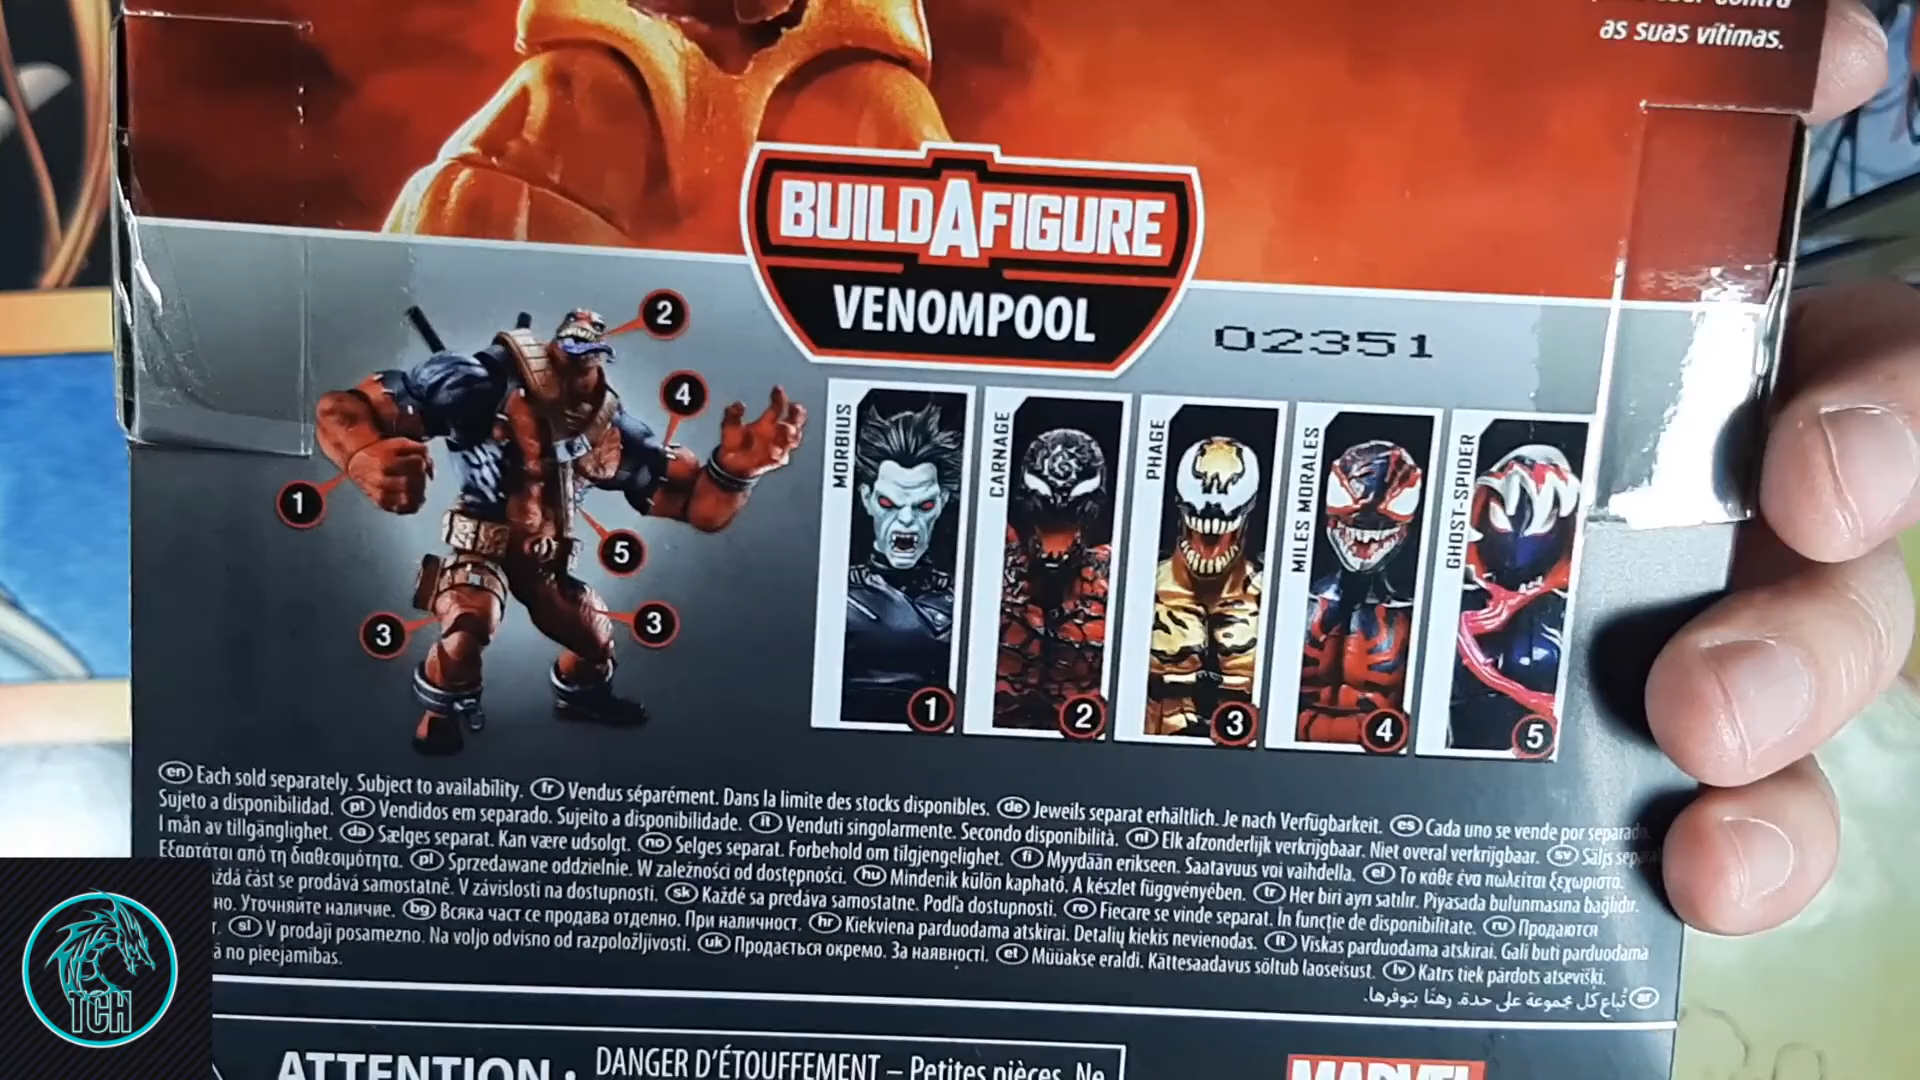 as suas vítimas.
BUILDAFIGURE
VENOMPOOL
02351
2
4
1
5
3
3
MORBIUS
1
CARNAGE
2
PHAGE
3
MILES MORALES
4
GHOST-SPIDER
5
en Each sold separately. Subject to availability. fr Vendus séparément. Dans la limite des stocks disponibles. de Jeweils separat erhältlich. Je nach Verfügbarkeit. es Cada uno se vende por separado.
Sujeto a disponibilidad. pt Vendidos em separado. Sujeito a disponibilidade. it Venduti singolarmente. Secondo disponibilità. nl Elk afzonderlijk verkrijgbaar. Niet overal verkrijgbaar. sv Säljs
I mån av tillgänglighet. da Sælges separat. Kan være udsolgt. no Selges separat. Forbehold om tilgjengelighet. fi Myydään erikseen. Saatavuus voi vaihdella. el Το κάθε ένα πωλείται ξεχωριστά.
Εξαρτάται από τη διαθεσιμότητα. pl Sprzedawane oddzielnie. W zależności od dostępności. hu Mindenik külön kapható. A készlet függvényében. tr Her biri ayrı satılır. Piyasada bulunmasına bağlıdır.
část se prodává samostatně. V závislosti na dostupnosti. sk Každé sa predáva samostatne. Podľa dostupnosti. ro Fiecare se vinde separat. În funcție de disponibilitate. ru Продаются
Уточняйте наличие. bg Всяка част се продава отделно. При наличност. hr Kiekviena parduodama atskirai. Detalių kiekis nevienodas. lt Viskas parduodama atskirai. Gali būti parduodama
sl V prodaji posamezno. Na voljo odvisno od razpoložljivosti. uk Продається окремо. За наявності. et Müüakse eraldi. Kättesaadavus sõltub laoseisust. lv Katrs tiek pārdots atsevišķi.
no pieejamības.
ar تُباع كل مجموعة على حدة. رهنًا بتوفرها.
ATTENTION : DANGER D'ÉTOUFFEMENT – Petites pièces. Ne
MARVEL
TCH